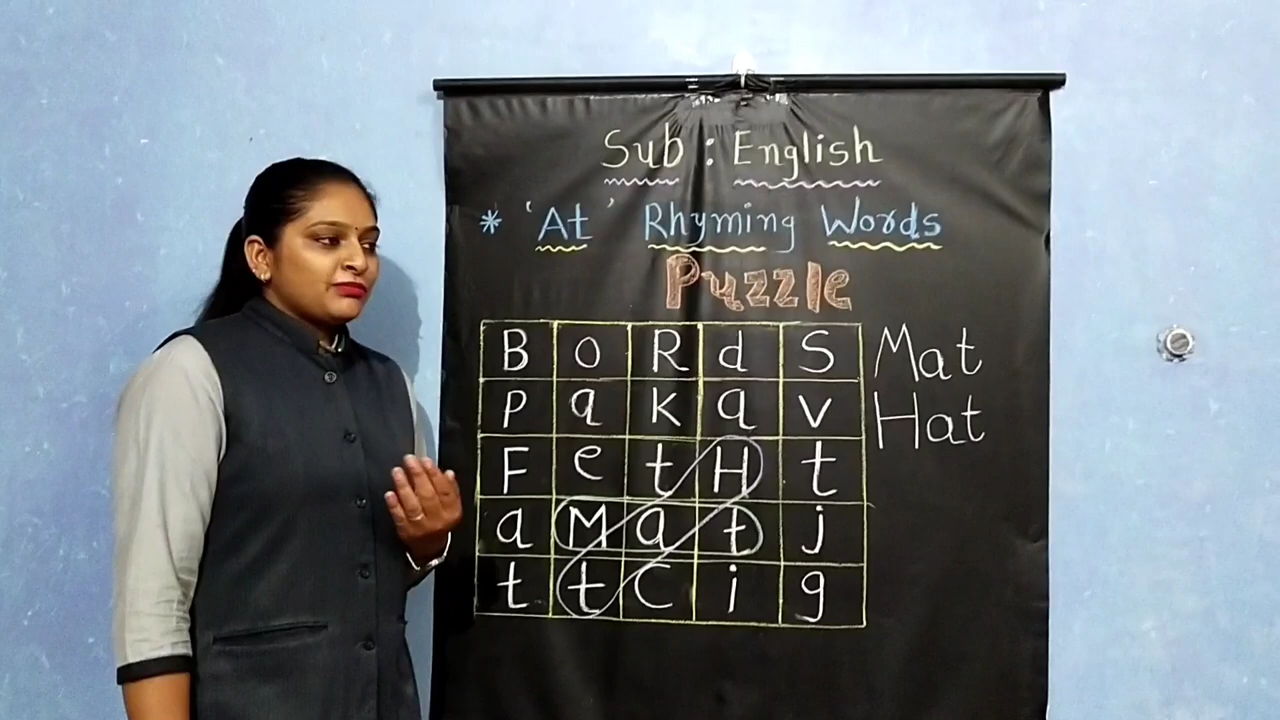 Sub : English
* 'At' Rhyming Words
Puzzle
B o R d S Mat
P a K a v Hat
F e t H t
a M a t j
t t C i g